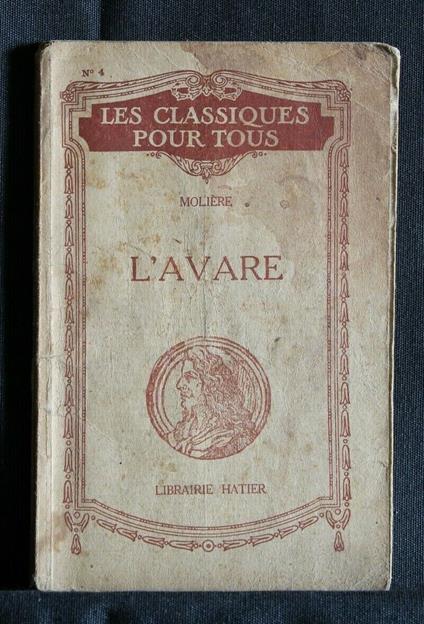 N° 4
LES CLASSIQUES
POUR TOUS
MOLIÈRE
L'AVARE
LIBRAIRIE HATIER